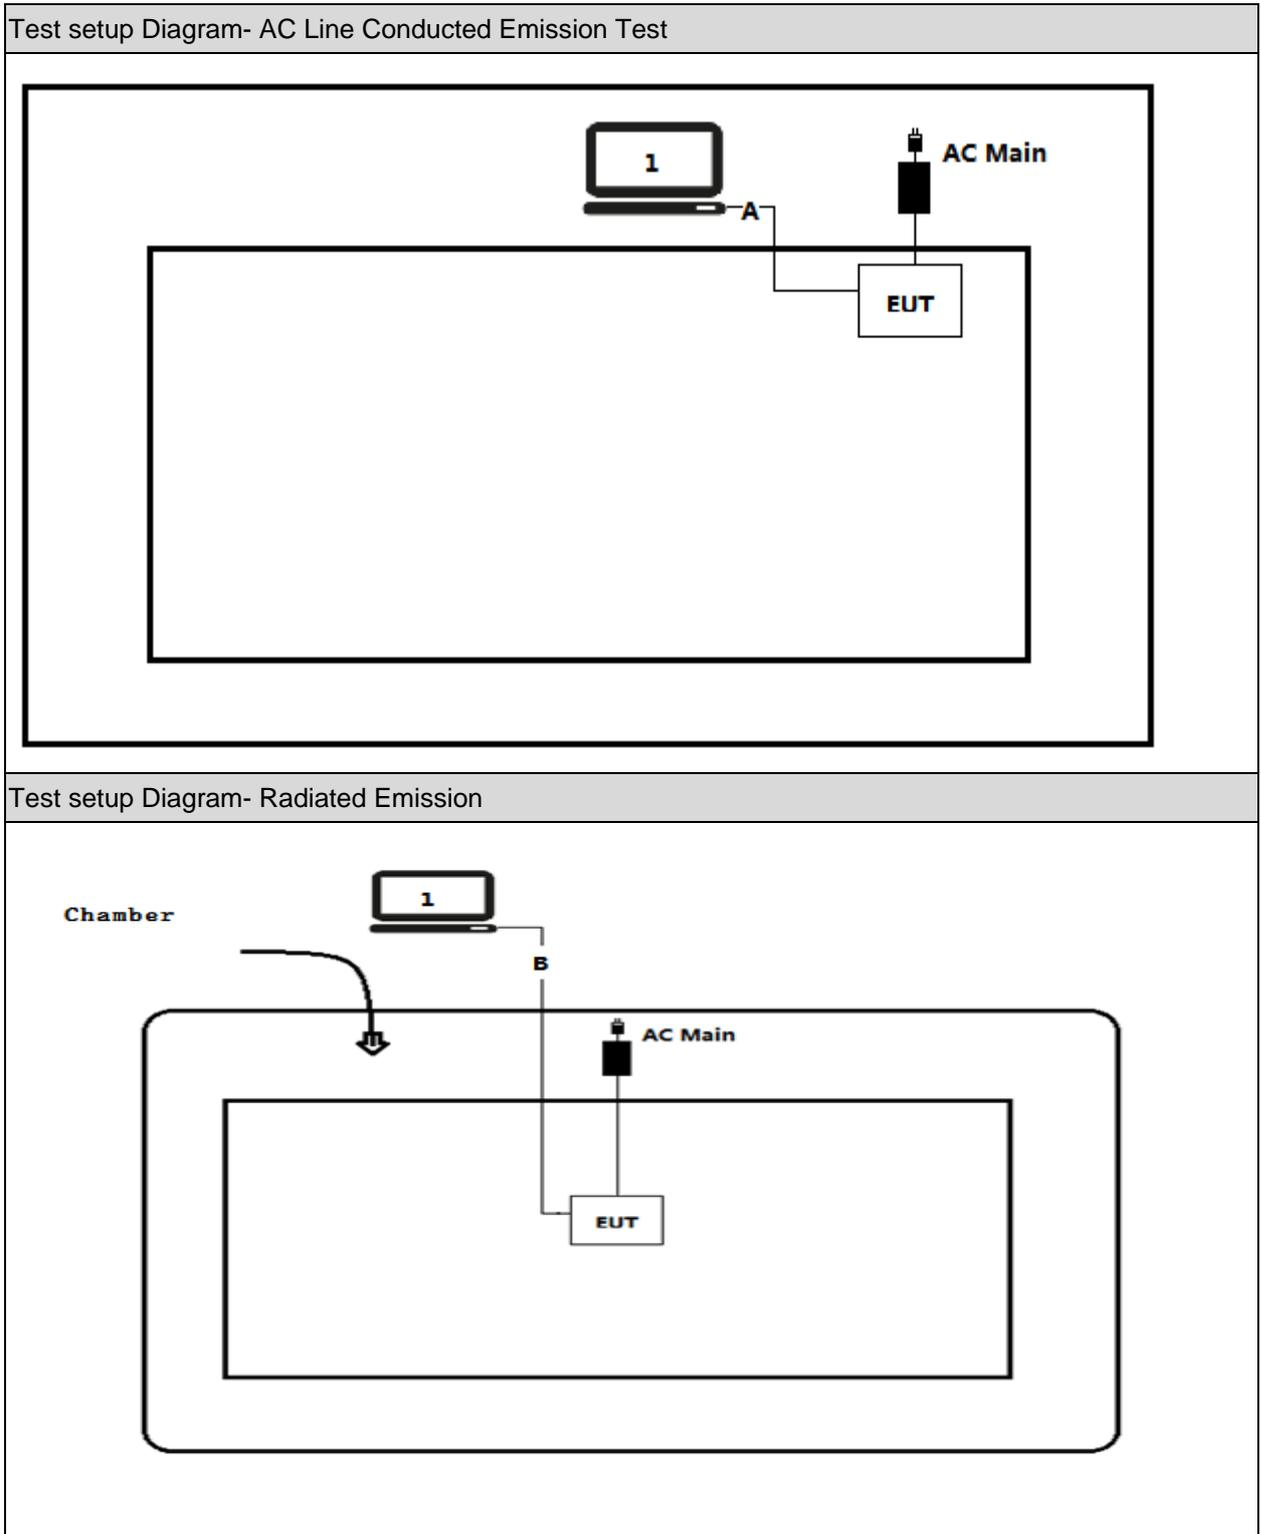 Test setup Diagram- AC Line Conducted Emission Test
1
AC Main
A
EUT
Test setup Diagram- Radiated Emission
1
Chamber
B
AC Main
EUT